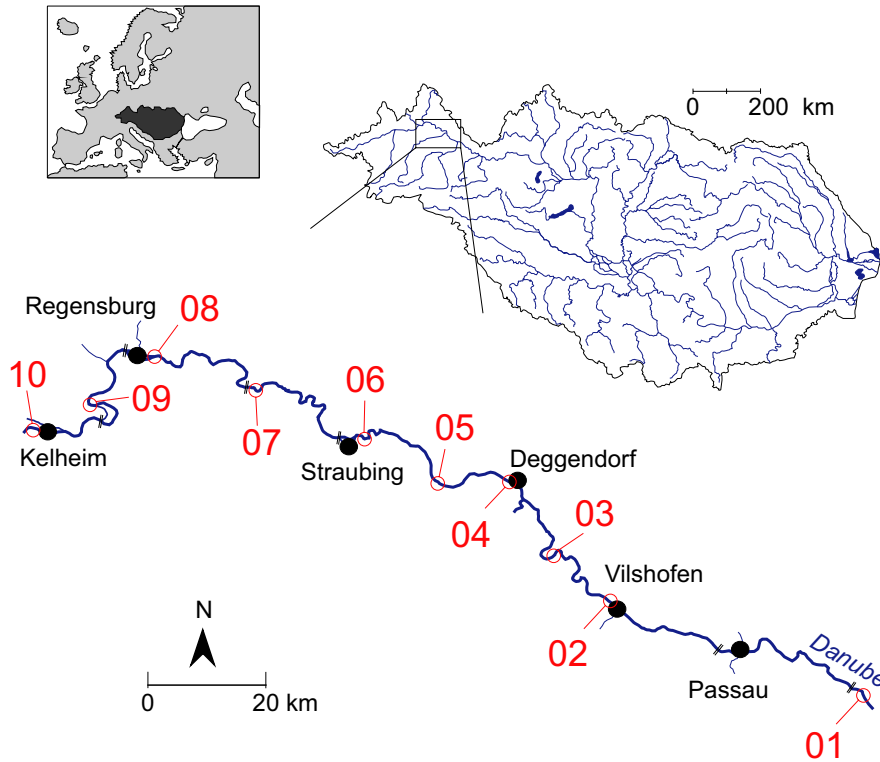 0 200 km
Regensburg
08
10
09
07
06
Kelheim
Straubing
05
Deggendorf
04
03
Vilshofen
02
N
0 20 km
Passau
Danube
01